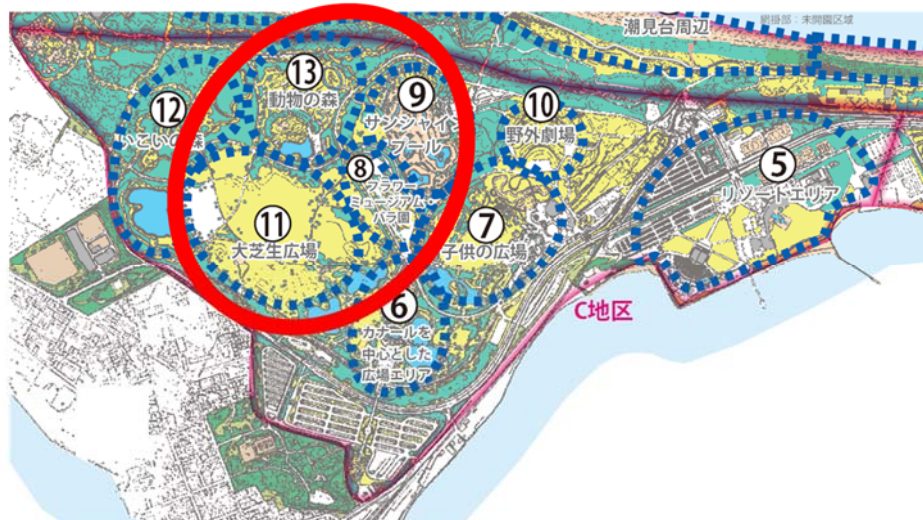 網掛部：未開園区域
潮見台周辺
⑬
動物の森
⑫
いこいの森
⑨
サンシャイン
プール
⑩
野外劇場
⑤
リゾートエリア
⑧
フラワー
ミュージアム・
バラ園
⑪
大芝生広場
⑦
子供の広場
⑥
カナールを
中心とした
広場エリア
C地区